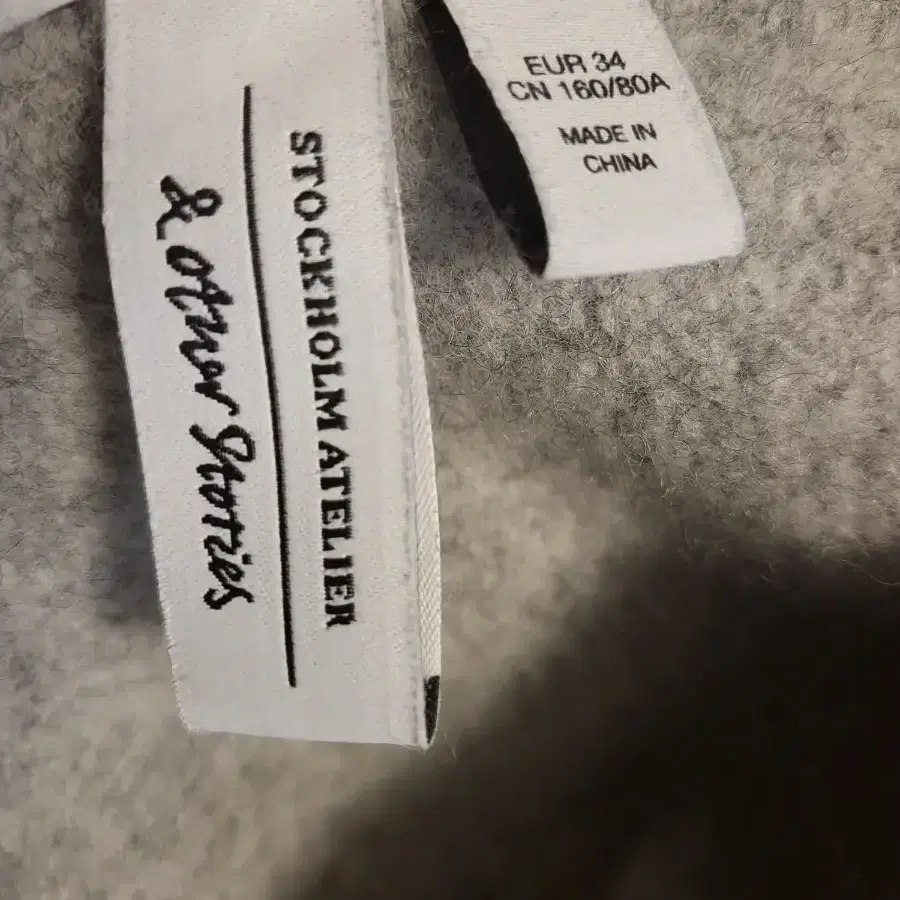 STOCKHOLM ATELIER
& other Stories
EUR 34
CN 160/80A
MADE IN
CHINA